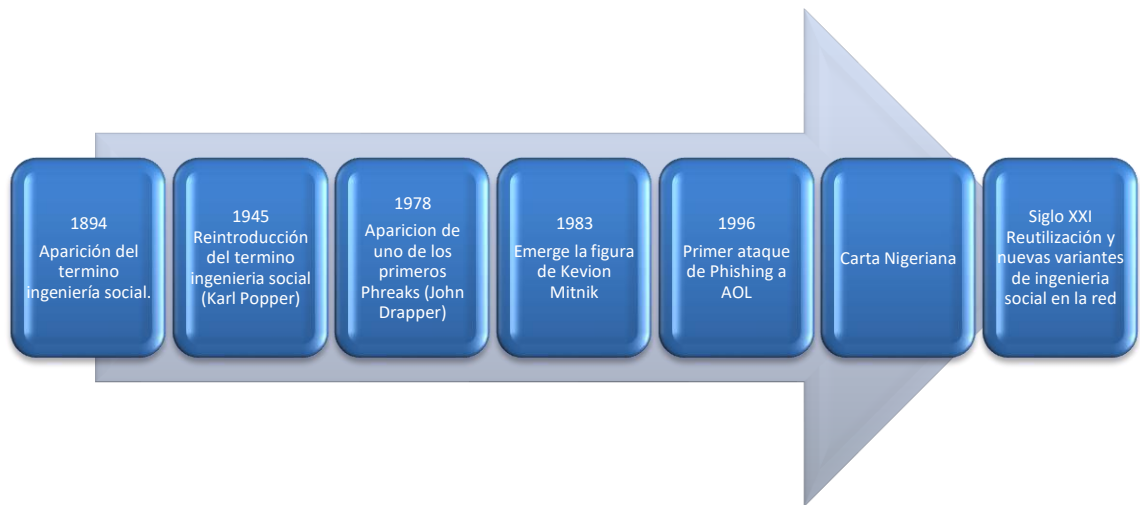 1894
Aparición del
termino
ingeniería social.
1945
Reintroducción
del termino
ingenieria social
(Karl Popper)
1978
Aparicion de
uno de los
primeros
Phreaks (John
Drapper)
1983
Emerge la figura
de Kevion
Mitnik
1996
Primer ataque
de Phishing a
AOL
Carta Nigeriana
Siglo XXI
Reutilización y
nuevas variantes
de ingenieria
social en la red